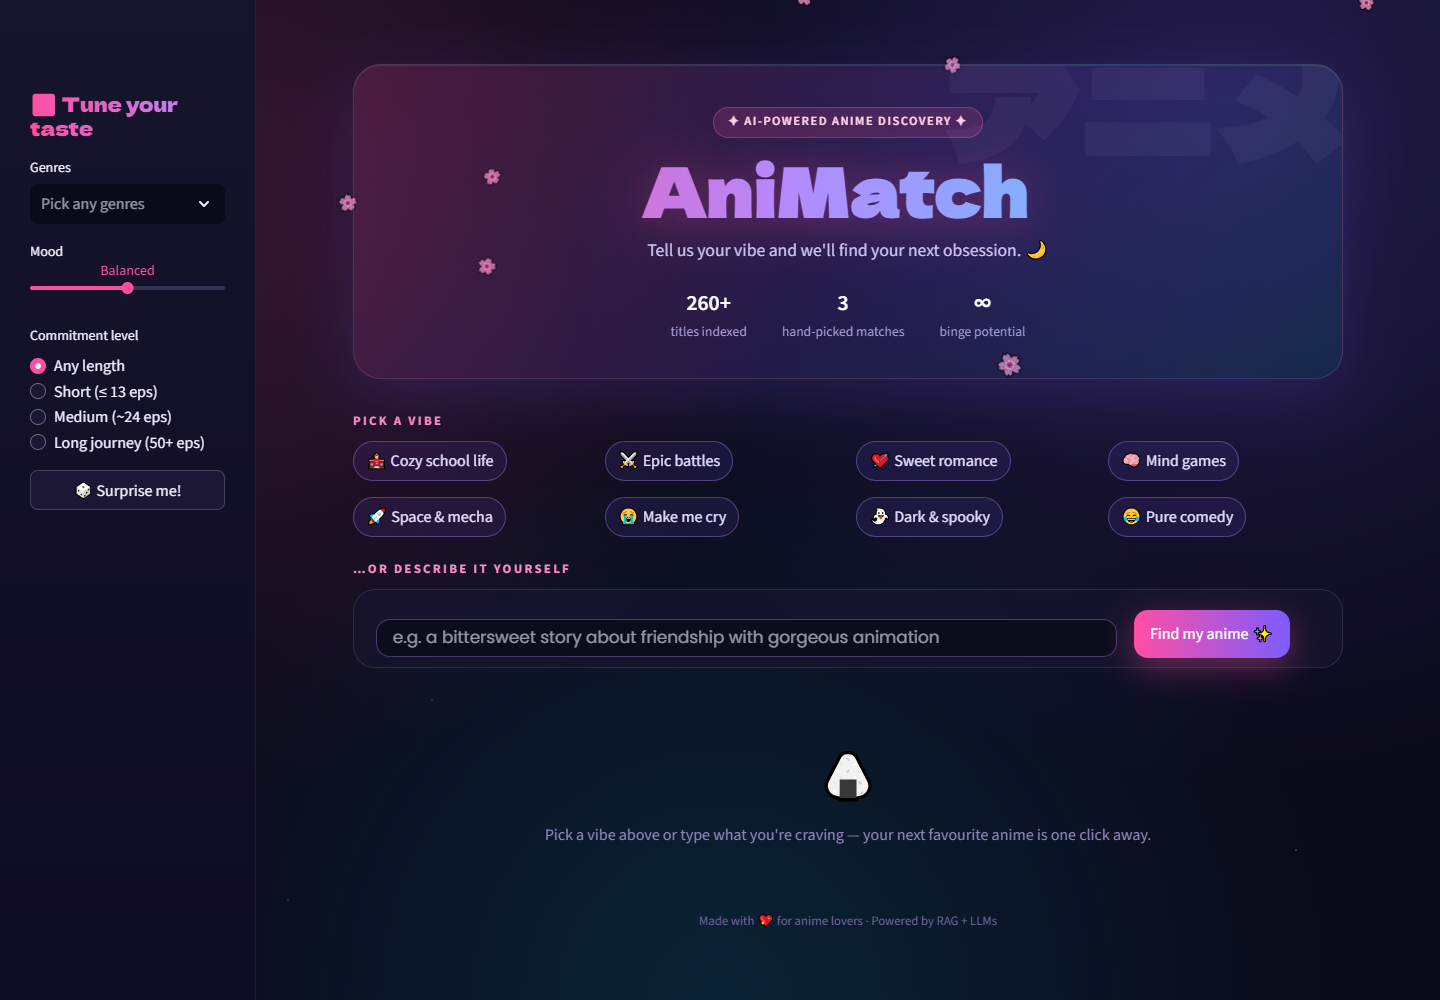 Tune your
taste
Genres
Pick any genres
Mood
Balanced
Commitment level
Any length
Short (≤ 13 eps)
Medium (~24 eps)
Long journey (50+ eps)
🎲 Surprise me!
アニメ
✦ AI-POWERED ANIME DISCOVERY ✦
AniMatch
Tell us your vibe and we'll find your next obsession. 🌙
260+ 3 ∞
titles indexed hand-picked matches binge potential
PICK A VIBE
🏫 Cozy school life ⚔️ Epic battles 💘 Sweet romance 🧠 Mind games
🚀 Space & mecha 😭 Make me cry 👻 Dark & spooky 😂 Pure comedy
...OR DESCRIBE IT YOURSELF
e.g. a bittersweet story about friendship with gorgeous animation Find my anime ✨
Pick a vibe above or type what you're craving — your next favourite anime is one click away.
Made with 💖 for anime lovers · Powered by RAG + LLMs